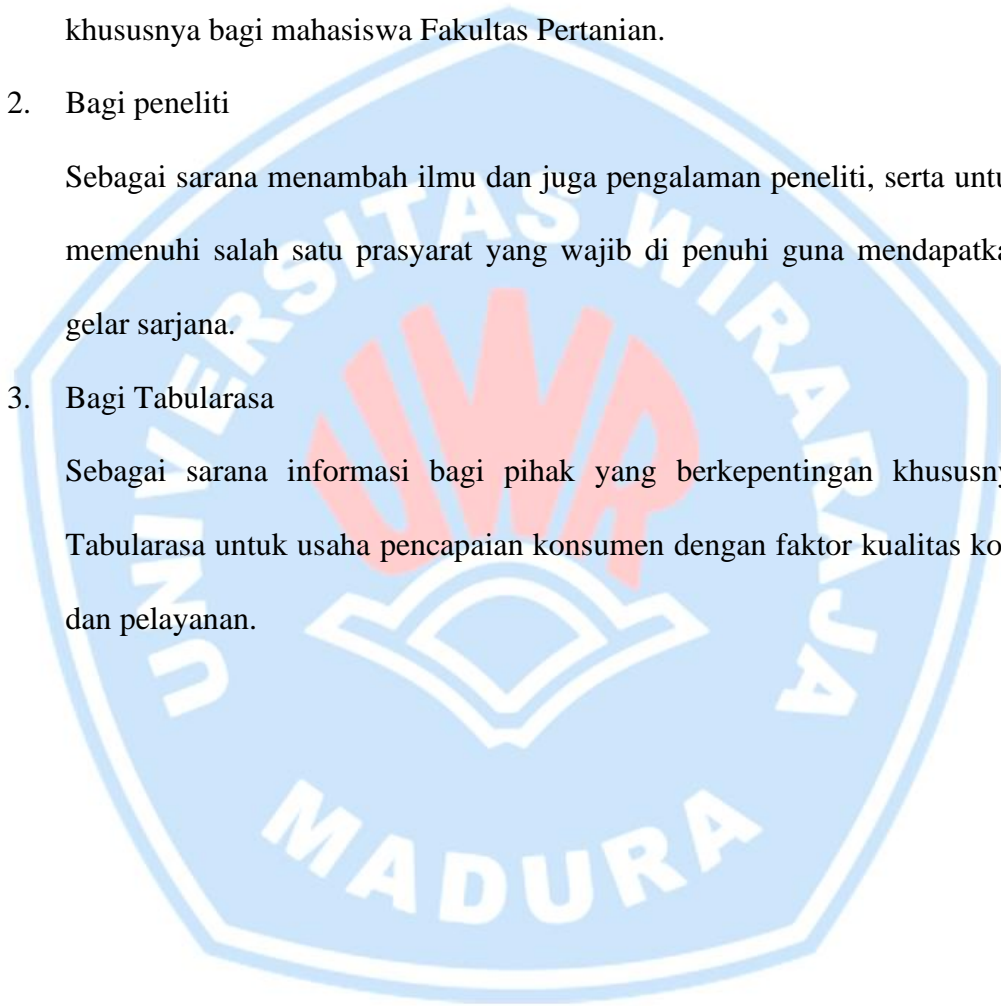 khususnya bagi mahasiswa Fakultas Pertanian.
2. Bagi peneliti
Sebagai sarana menambah ilmu dan juga pengalaman peneliti, serta untu
memenuhi salah satu prasyarat yang wajib di penuhi guna mendapatka
gelar sarjana.
3. Bagi Tabularasa
Sebagai sarana informasi bagi pihak yang berkepentingan khususny
Tabularasa untuk usaha pencapaian konsumen dengan faktor kualitas ko
dan pelayanan.
UNIVERSITAS WIRARAJA
UWR
MADURA